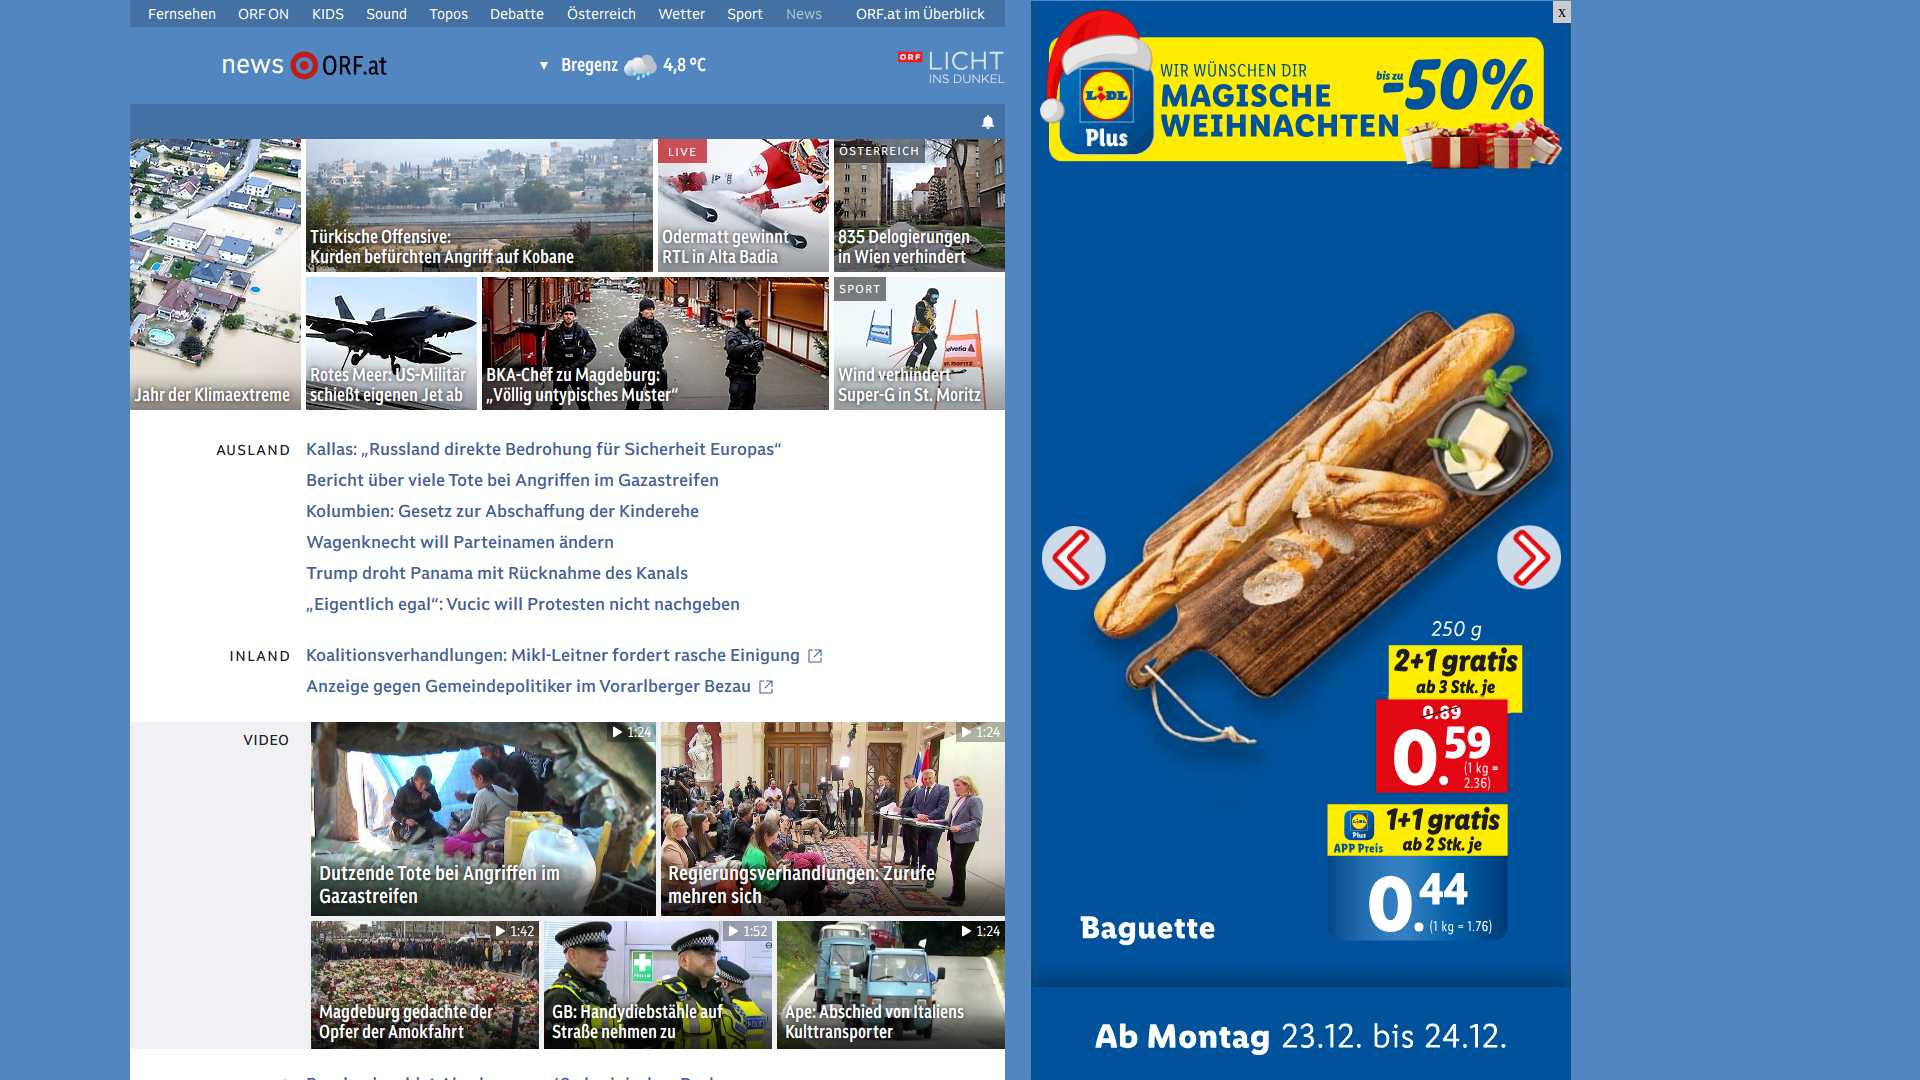 Fernsehen ORF ON KIDS Sound Topos Debatte Österreich Wetter Sport News ORF.at im Überblick
news ORF.at
▼ Bregenz 4,8 °C
ORF LICHT
INS DUNKEL
Jahr der Klimaextreme
Türkische Offensive:
Kurden befürchten Angriff auf Kobane
LIVE
Odermatt gewinnt
RTL in Alta Badia
ÖSTERREICH
835 Delogierungen
in Wien verhindert
Rotes Meer: US-Militär
schießt eigenen Jet ab
BKA-Chef zu Magdeburg:
„Völlig untypisches Muster“
SPORT
Wind verhindert
Super-G in St. Moritz
AUSLAND
Kallas: „Russland direkte Bedrohung für Sicherheit Europas“
Bericht über viele Tote bei Angriffen im Gazastreifen
Kolumbien: Gesetz zur Abschaffung der Kinderehe
Wagenknecht will Parteinamen ändern
Trump droht Panama mit Rücknahme des Kanals
„Eigentlich egal“: Vucic will Protesten nicht nachgeben
INLAND
Koalitionsverhandlungen: Mikl-Leitner fordert rasche Einigung
Anzeige gegen Gemeindepolitiker im Vorarlberger Bezau
VIDEO
1:24
Dutzende Tote bei Angriffen im
Gazastreifen
1:24
Regierungsverhandlungen: Zurufe
mehren sich
1:42
Magdeburg gedachte der
Opfer der Amokfahrt
1:52
GB: Handydiebstähle auf
Straße nehmen zu
1:24
Ape: Abschied von Italiens
Kulttransporter
x
LIDL
Plus
WIR WÜNSCHEN DIR
MAGISCHE
WEIHNACHTEN
bis zu
-50%
250 g
2+1 gratis
ab 3 Stk. je
0.89
0.59
(1 kg =
2.36)
Plus
APP Preis
1+1 gratis
ab 2 Stk. je
0.44
(1 kg = 1.76)
Baguette
Ab Montag 23.12. bis 24.12.